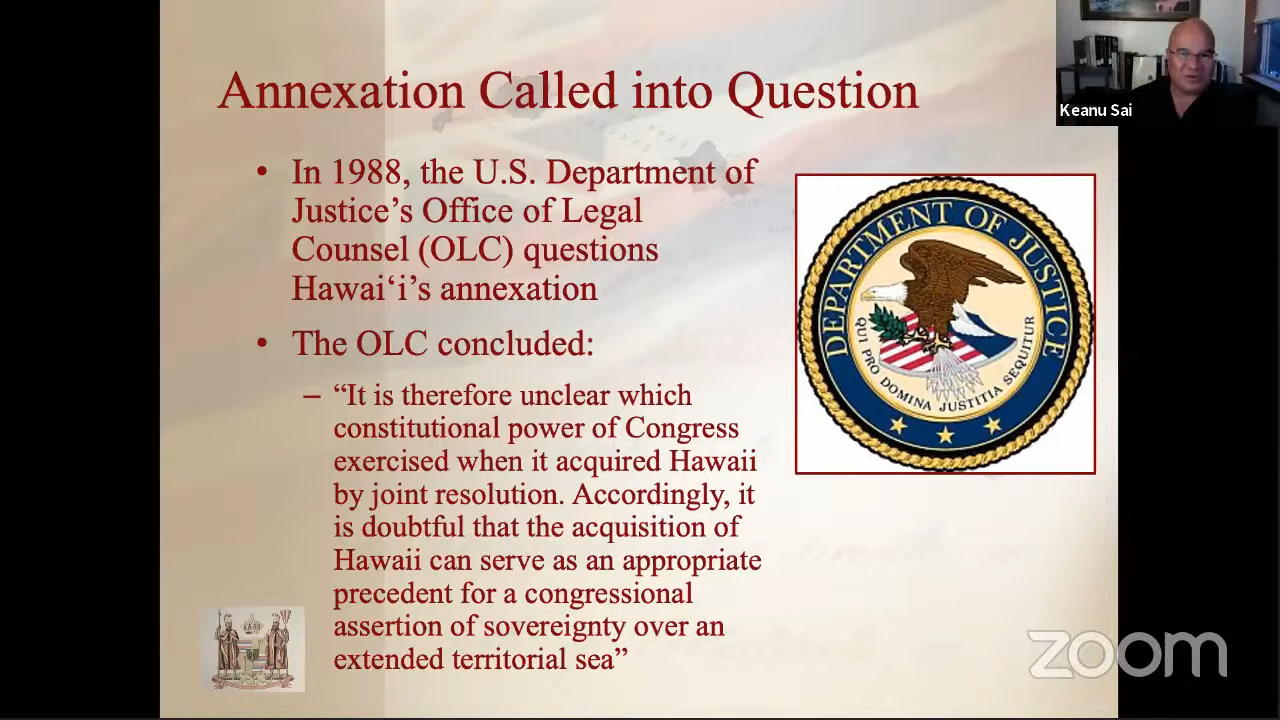 Annexation Called into Question
Keanu Sai
• In 1988, the U.S. Department of
Justice’s Office of Legal
Counsel (OLC) questions
Hawai‘i’s annexation
• The OLC concluded:
– “It is therefore unclear which
constitutional power of Congress
exercised when it acquired Hawaii
by joint resolution. Accordingly, it
is doubtful that the acquisition of
Hawaii can serve as an appropriate
precedent for a congressional
assertion of sovereignty over an
extended territorial sea”
DEPARTMENT OF JUSTICE
QUI PRO DOMINA JUSTITIA SEQUITUR
zoom